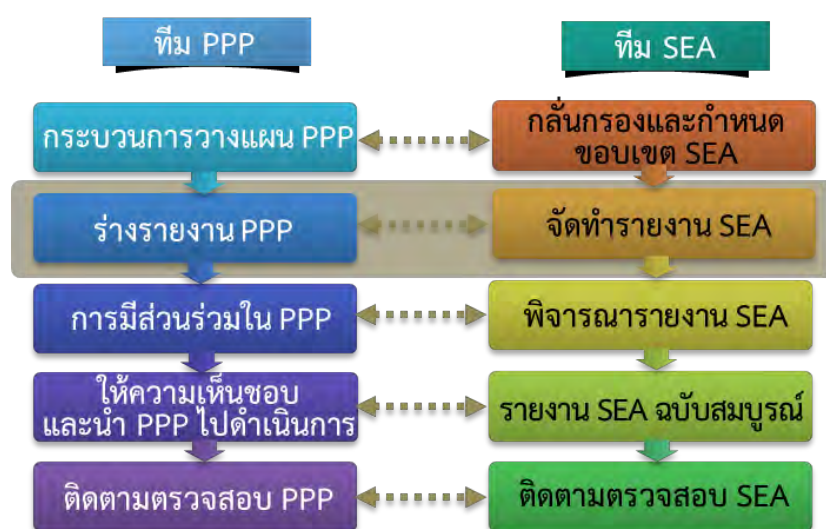 ทีม PPP
ทีม SEA
กระบวนการวางแผน PPP
กลั่นกรองและกำหนด
ขอบเขต SEA
ร่างรายงาน PPP
จัดทำรายงาน SEA
การมีส่วนร่วมใน PPP
พิจารณารายงาน SEA
ให้ความเห็นชอบ
และนำ PPP ไปดำเนินการ
รายงาน SEA ฉบับสมบูรณ์
ติดตามตรวจสอบ PPP
ติดตามตรวจสอบ SEA